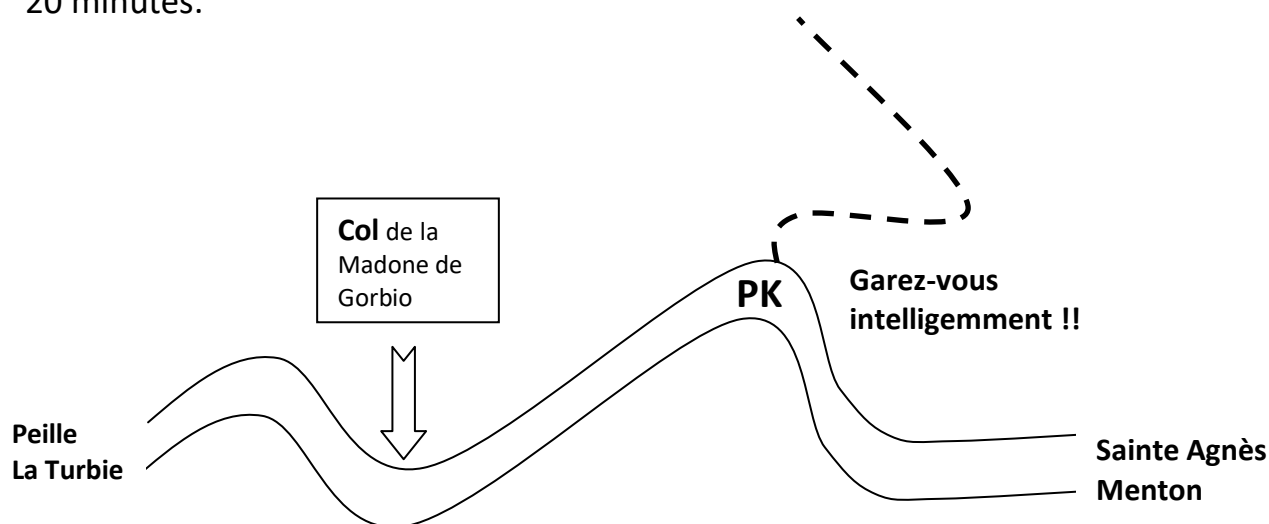 20 minutes.
Col de la
Madone de
Gorbio
PK
Garez-vous
intelligemment !!
Peille
La Turbie
Sainte Agnès
Menton